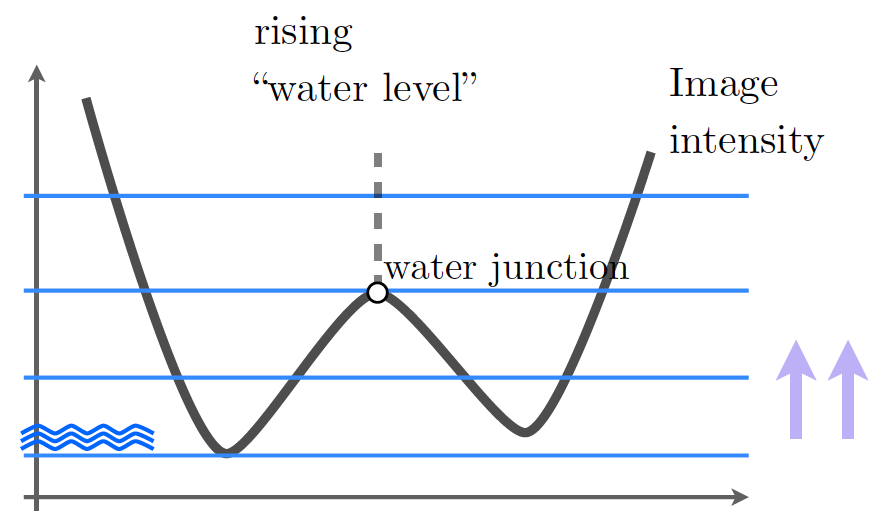 rising
“water level”
Image
intensity
water junction